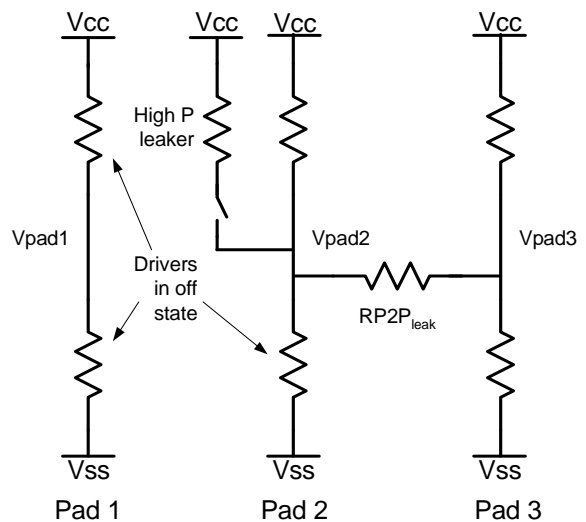 Vcc
Vcc
Vcc
High P
leaker
Vpad1
Vpad2
Vpad3
Drivers
in off
state
RP2Pleak
Vss
Vss
Vss
Pad 1
Pad 2
Pad 3